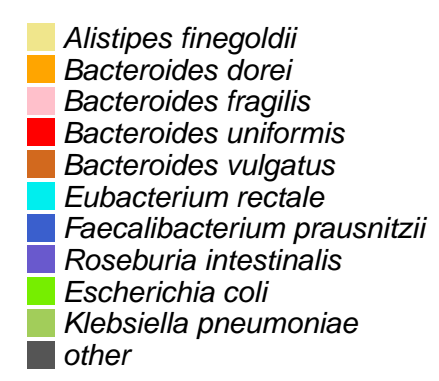 Alistipes finegoldii
Bacteroides dorei
Bacteroides fragilis
Bacteroides uniformis
Bacteroides vulgatus
Eubacterium rectale
Faecalibacterium prausnitzii
Roseburia intestinalis
Escherichia coli
Klebsiella pneumoniae
other